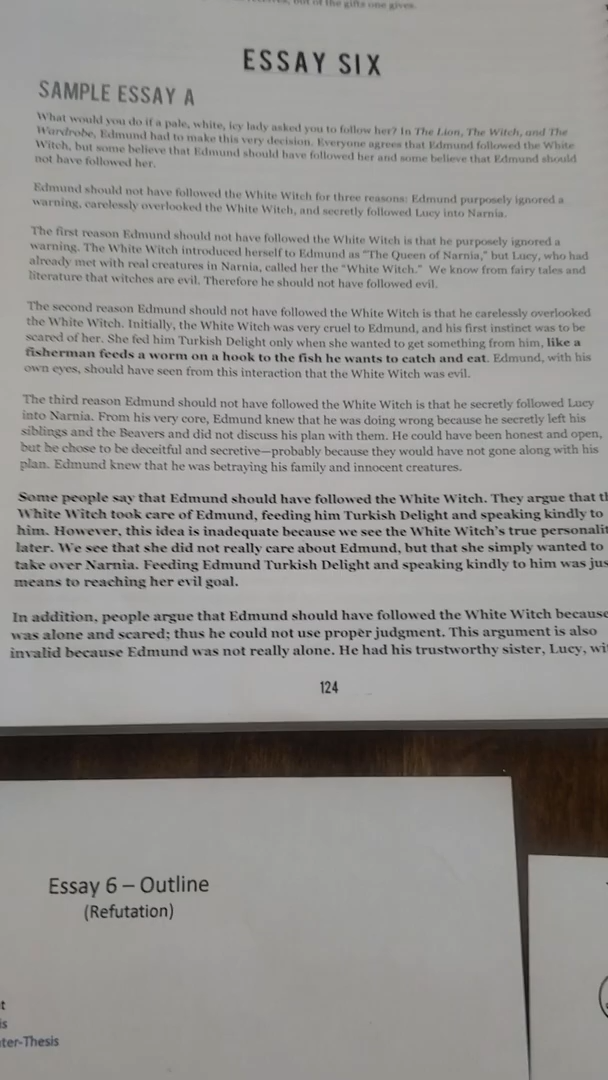 but of the gifts one gives.
ESSAY SIX
SAMPLE ESSAY A
What would you do if a pale, white, icy lady asked you to follow her? In The Lion, The Witch, and The
Wardrobe, Edmund had to make this very decision. Everyone agrees that Edmund followed the White
Witch, but some believe that Edmund should have followed her and some believe that Edmund should
not have followed her.
Edmund should not have followed the White Witch for three reasons: Edmund purposely ignored a
warning, carelessly overlooked the White Witch, and secretly followed Lucy into Narnia.
The first reason Edmund should not have followed the White Witch is that he purposely ignored a
warning. The White Witch introduced herself to Edmund as "The Queen of Narnia," but Lucy, who had
already met with real creatures in Narnia, called her the "White Witch." We know from fairy tales and
literature that witches are evil. Therefore he should not have followed evil.
The second reason Edmund should not have followed the White Witch is that he carelessly overlooked
the White Witch. Initially, the White Witch was very cruel to Edmund, and his first instinct was to be
scared of her. She fed him Turkish Delight only when she wanted to get something from him, like a
fisherman feeds a worm on a hook to the fish he wants to catch and eat. Edmund, with his
own eyes, should have seen from this interaction that the White Witch was evil.
The third reason Edmund should not have followed the White Witch is that he secretly followed Lucy
into Narnia. From his very core, Edmund knew that he was doing wrong because he secretly left his
siblings and the Beavers and did not discuss his plan with them. He could have been honest and open,
but he chose to be deceitful and secretive—probably because they would have not gone along with his
plan. Edmund knew that he was betraying his family and innocent creatures.
Some people say that Edmund should have followed the White Witch. They argue that th
White Witch took care of Edmund, feeding him Turkish Delight and speaking kindly to
him. However, this idea is inadequate because we see the White Witch's true personalit
later. We see that she did not really care about Edmund, but that she simply wanted to
take over Narnia. Feeding Edmund Turkish Delight and speaking kindly to him was jus
means to reaching her evil goal.
In addition, people argue that Edmund should have followed the White Witch because
was alone and scared; thus he could not use proper judgment. This argument is also
invalid because Edmund was not really alone. He had his trustworthy sister, Lucy, wi
124
Essay 6 – Outline
(Refutation)
t
is
ter-Thesis